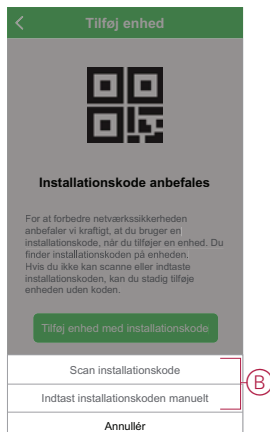 Tilføj enhed
Installationskode anbefales
For at forbedre netværkssikkerheden
anbefaler vi kraftigt, at du bruger en
installationskode, når du tilføjer en enhed. Du
finder installationskoden på enheden.
Hvis du ikke kan scanne eller indtaste
installationskoden, kan du stadig tilføje
enheden uden koden.
Tilføj enhed med installationskode
Scan installationskode
B
Indtast installationskoden manuelt
Annullér